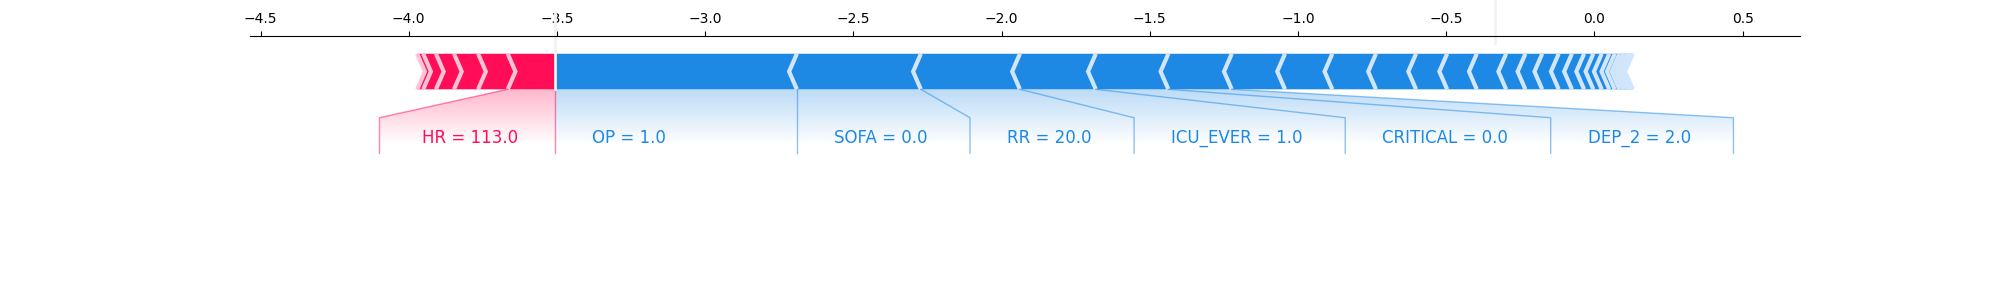 −4.5 −4.0 −3.5 −3.0 −2.5 −2.0 −1.5 −1.0 −0.5 0.0 0.5
HR = 113.0 OP = 1.0 SOFA = 0.0 RR = 20.0 ICU_EVER = 1.0 CRITICAL = 0.0 DEP_2 = 2.0